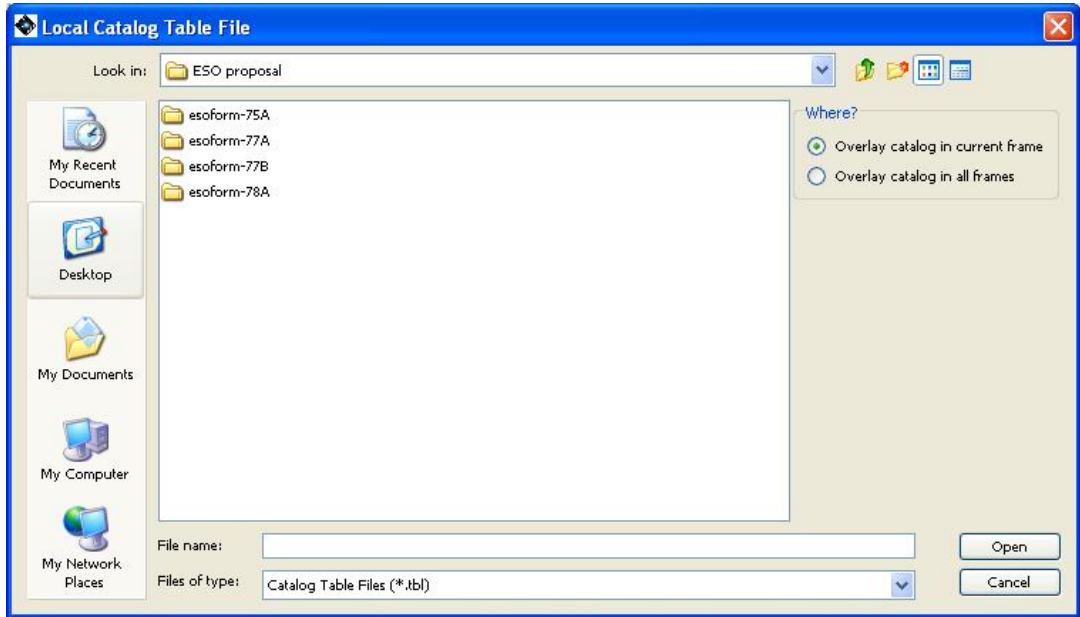 Local Catalog Table File
Look in: ESO proposal
My Recent
Documents
Desktop
My Documents
My Computer
My Network
Places
esoform-75A
esoform-77A
esoform-77B
esoform-78A
Where?
Overlay catalog in current frame
Overlay catalog in all frames
File name:
Open
Files of type: Catalog Table Files (*.tbl)
Cancel